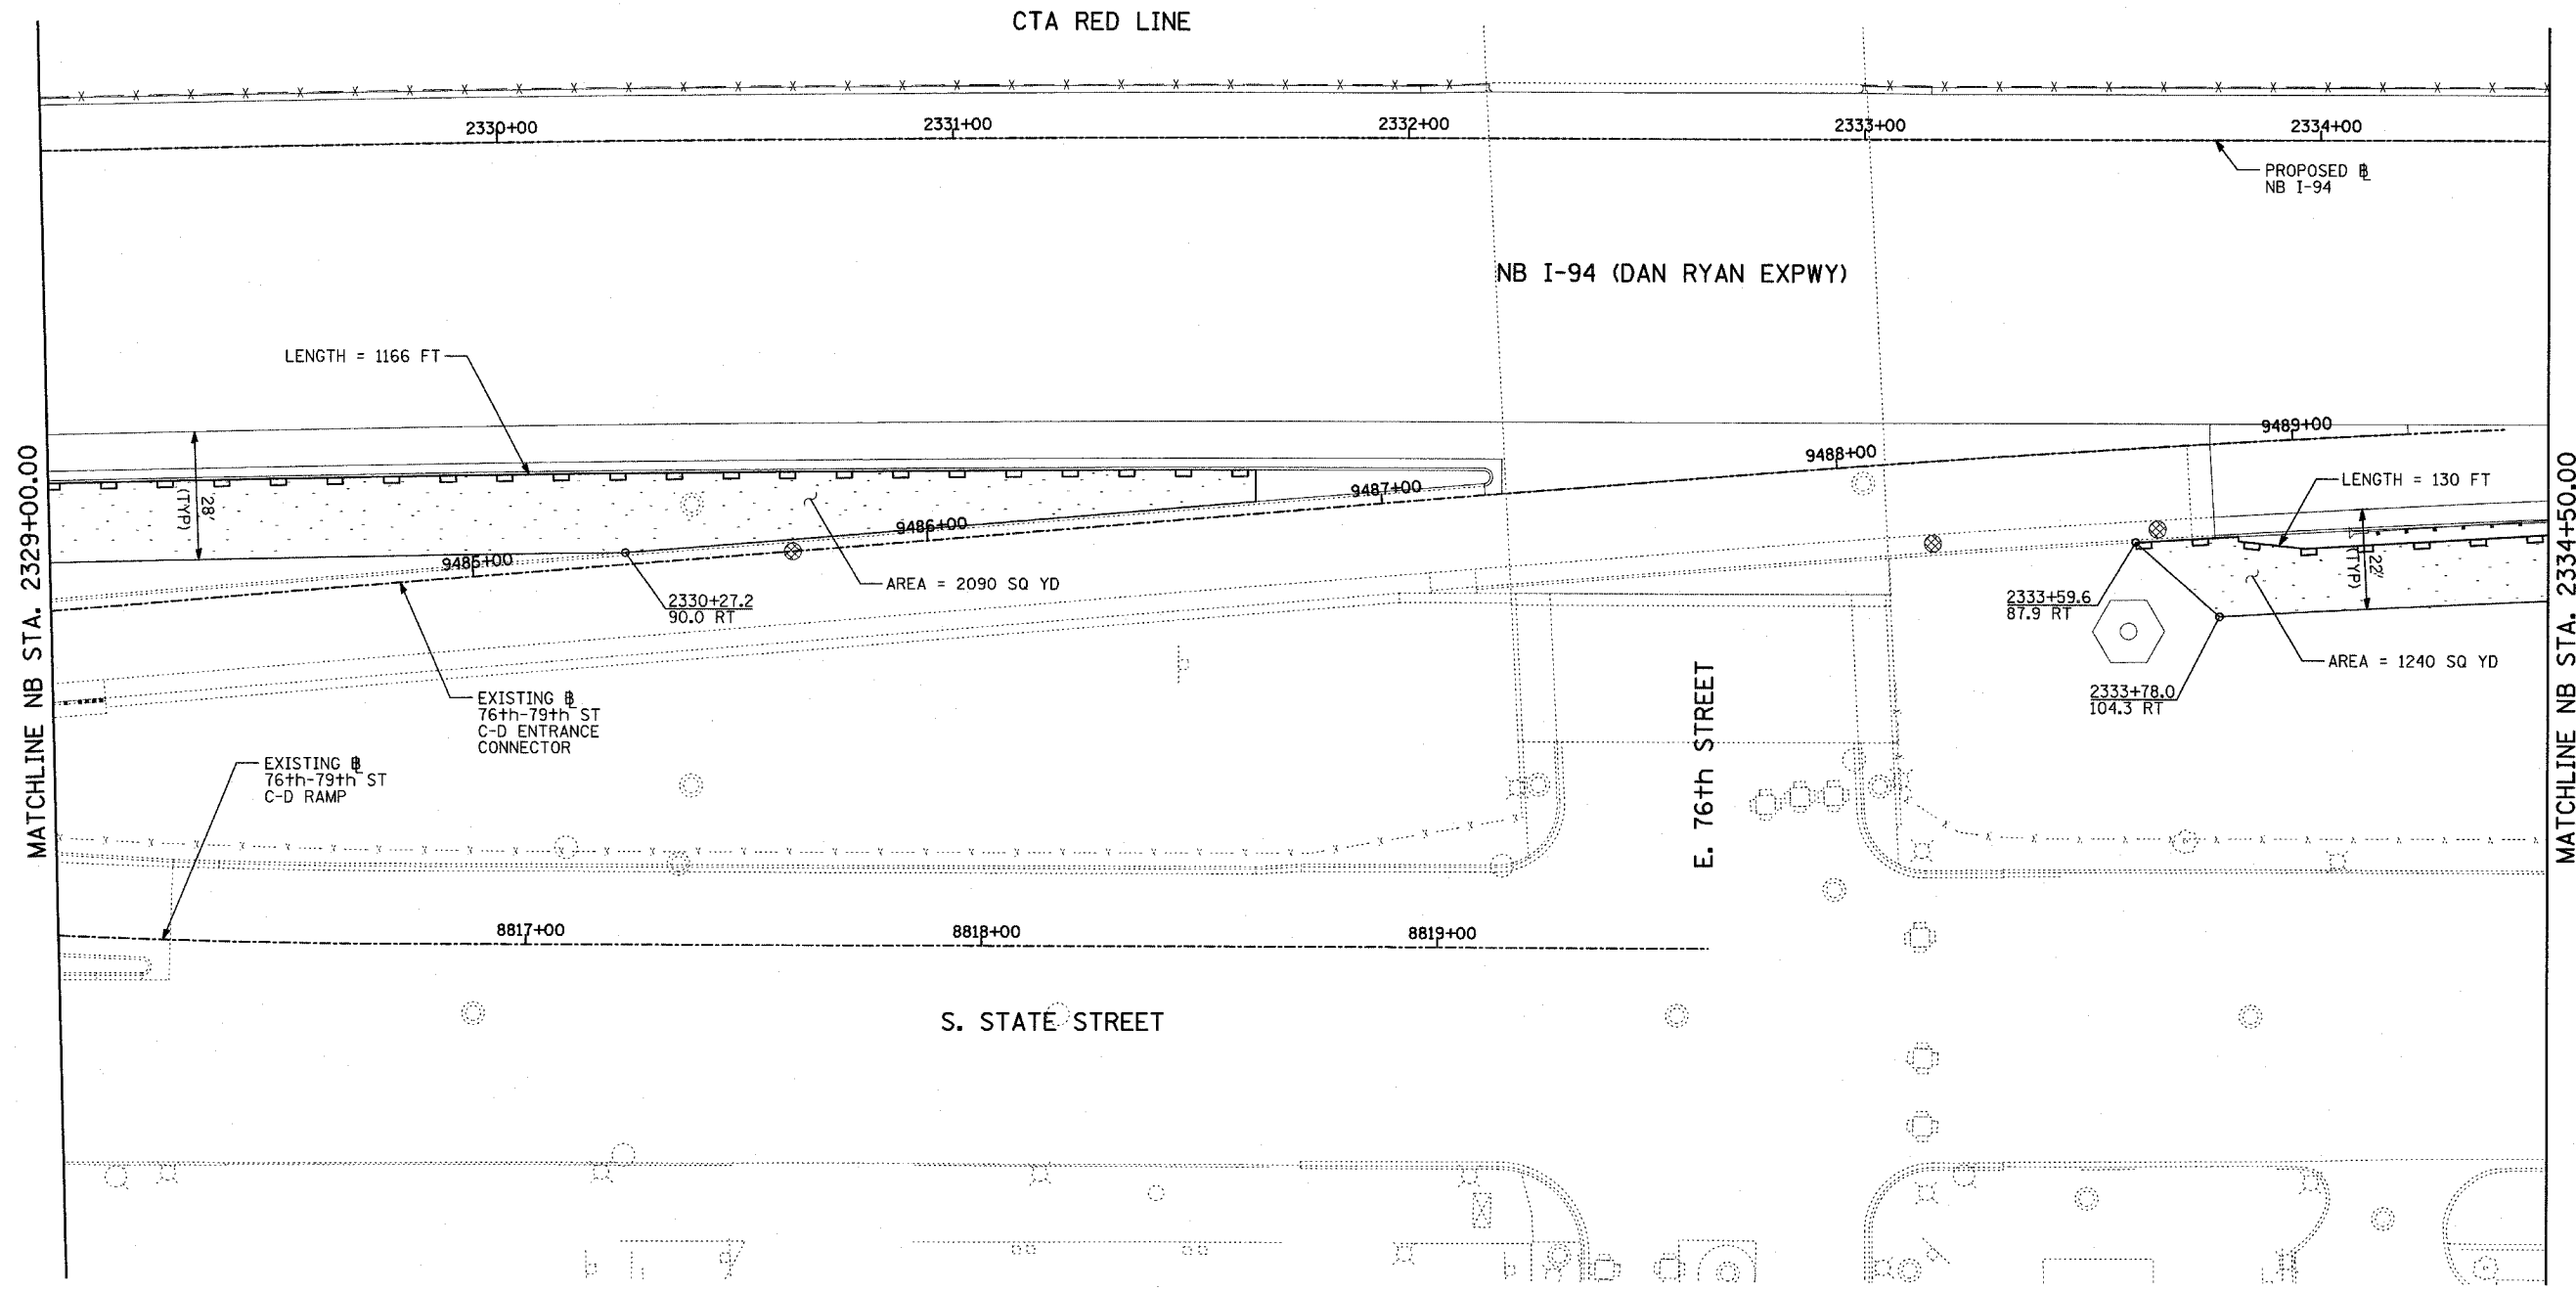 CTA RED LINE
2330+00
2331+00
2332+00
2333+00
2334+00
PROPOSED ⅊
NB I-94
NB I-94 (DAN RYAN EXPWY)
LENGTH = 1166 FT
28'
(TYP)
9485+00
9486+00
9487+00
9488+00
9489+00
LENGTH = 130 FT
22'
(TYP)
AREA = 2090 SQ YD
2330+27.2
90.0 RT
2333+59.6
87.9 RT
AREA = 1240 SQ YD
2333+78.0
104.3 RT
EXISTING ⅊
76th-79th ST
C-D ENTRANCE
CONNECTOR
EXISTING ⅊
76th-79th ST
C-D RAMP
E. 76th STREET
MATCHLINE NB STA. 2329+00.00
MATCHLINE NB STA. 2334+50.00
8817+00
8818+00
8819+00
S. STATE STREET